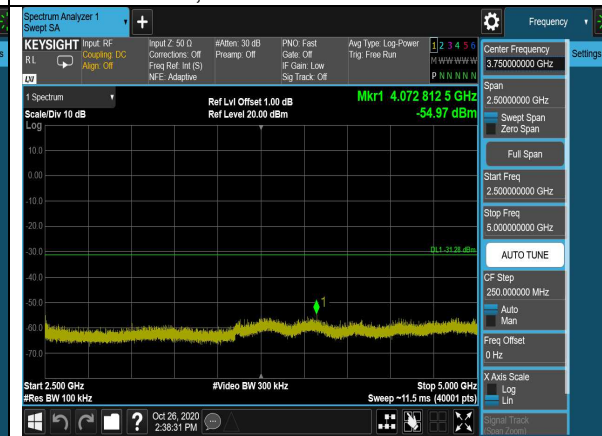 Spectrum Analyzer 1
Swept SA
+
Frequency
KEYSIGHT
RL
Input: RF
Coupling: DC
Align: Off
Input Z: 50 Ω
Corrections: Off
Freq Ref: Int (S)
NFE: Adaptive
#Atten: 30 dB
Preamp: Off
PNO: Fast
Gate: Off
IF Gain: Low
Sig Track: Off
Avg Type: Log-Power
Trig: Free Run
1 2 3 4 5 6
M W W W W W
P N N N N N
LXI
1 Spectrum
Scale/Div 10 dB
Log
Ref Lvl Offset 1.00 dB
Ref Level 20.00 dBm
Mkr1 4.072 812 5 GHz
-54.97 dBm
10.0
0.00
-10.0
-20.0
-30.0
-40.0
-50.0
-60.0
-70.0
DL1 -31.28 dBm
1
Start 2.500 GHz
#Res BW 100 kHz
#Video BW 300 kHz
Stop 5.000 GHz
Sweep ~11.5 ms (40001 pts)
?
Oct 26, 2020
2:38:31 PM
Center Frequency
3.750000000 GHz
Settings
Span
2.50000000 GHz
Swept Span
Zero Span
Full Span
Start Freq
2.500000000 GHz
Stop Freq
5.000000000 GHz
AUTO TUNE
CF Step
250.000000 MHz
Auto
Man
Freq Offset
0 Hz
X Axis Scale
Log
Lin
Signal Track
(Span Zoom)